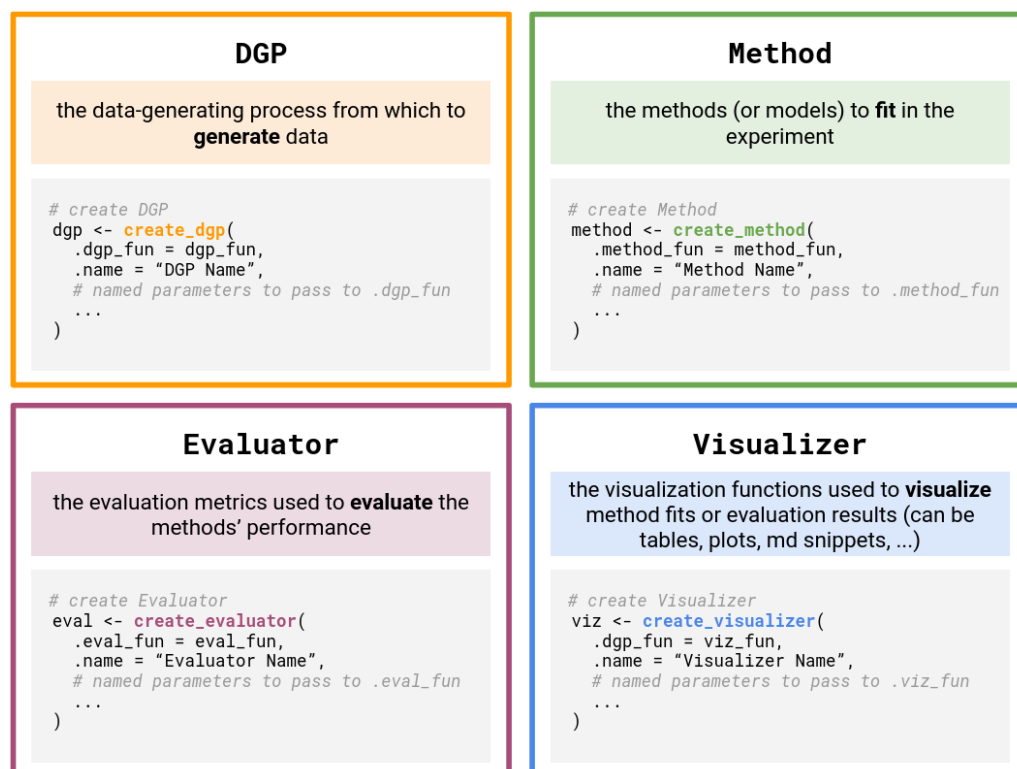 DGP
the data-generating process from which to
generate data
# create DGP
dgp <- create_dgp(
.dgp_fun = dgp_fun,
.name = “DGP Name”,
# named parameters to pass to .dgp_fun
...
)
Method
the methods (or models) to fit in the
experiment
# create Method
method <- create_method(
.method_fun = method_fun,
.name = “Method Name”,
# named parameters to pass to .method_fun
...
)
Evaluator
the evaluation metrics used to evaluate the
methods’ performance
# create Evaluator
eval <- create_evaluator(
.eval_fun = eval_fun,
.name = “Evaluator Name”,
# named parameters to pass to .eval_fun
...
)
Visualizer
the visualization functions used to visualize
method fits or evaluation results (can be
tables, plots, md snippets, ...)
# create Visualizer
viz <- create_visualizer(
.dgp_fun = viz_fun,
.name = “Visualizer Name”,
# named parameters to pass to .viz_fun
...
)